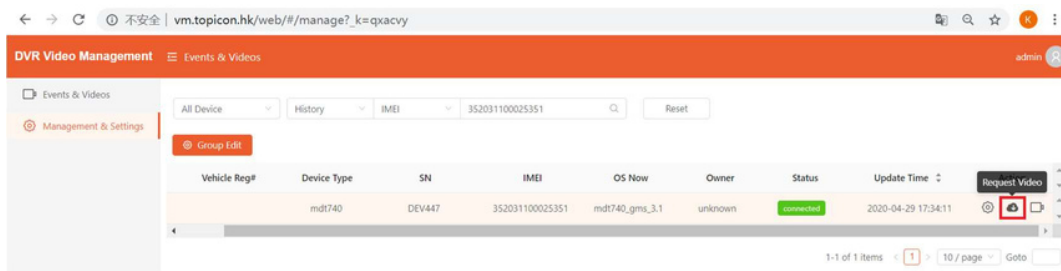 不安全 | vm.topicon.hk/web/#/manage?_k=qxacvy
K
DVR Video Management Events & Videos admin
Events & Videos
Management & Settings
All Device History IMEI 352031100025351 Reset
Group Edit
Vehicle Reg# Device Type SN IMEI OS Now Owner Status Update Time
Request Video
mdt740 DEV447 352031100025351 mdt740_gms_3.1 unknown connected 2020-04-29 17:34:11
1-1 of 1 items < 1 > 10 / page Goto